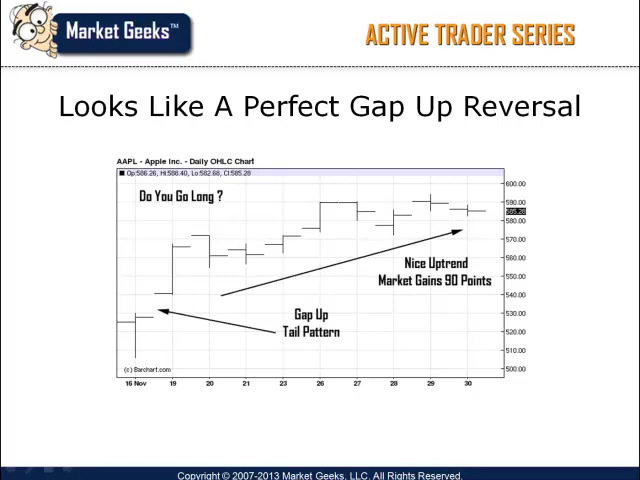 Market Geeks™
ACTIVE TRADER SERIES
Looks Like A Perfect Gap Up Reversal
AAPL - Apple Inc. - Daily OHLC Chart
Op:586.26, Hi:588.40, Lo:582.68, Cl:585.28
Do You Go Long ?
600.00
590.00
585.28
580.00
570.00
560.00
550.00
540.00
530.00
520.00
510.00
500.00
Nice Uptrend
Market Gains 90 Points
Gap Up
Tail Pattern
(c) Barchart.com
16 Nov 19 20 21 23 26 27 28 29 30
Copyright © 2007-2013 Market Geeks, LLC. All Rights Reserved.